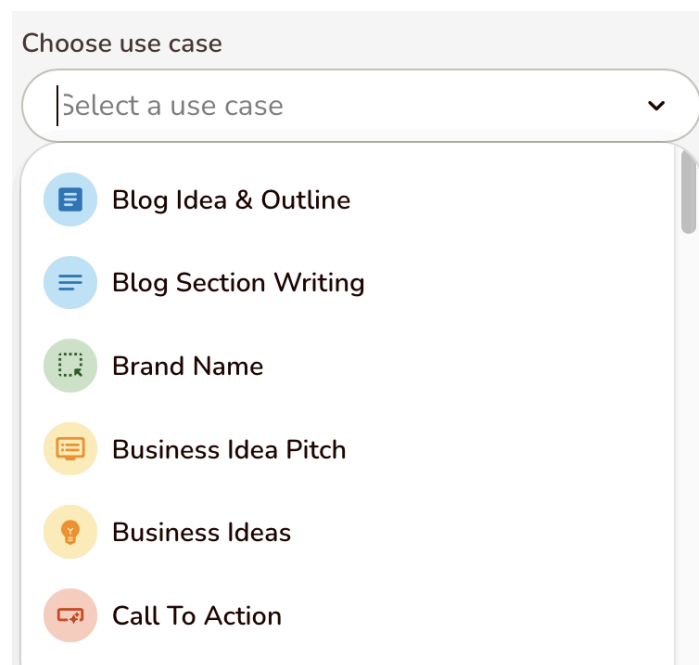 Choose use case
Select a use case
Blog Idea & Outline
Blog Section Writing
Brand Name
Business Idea Pitch
Business Ideas
Call To Action